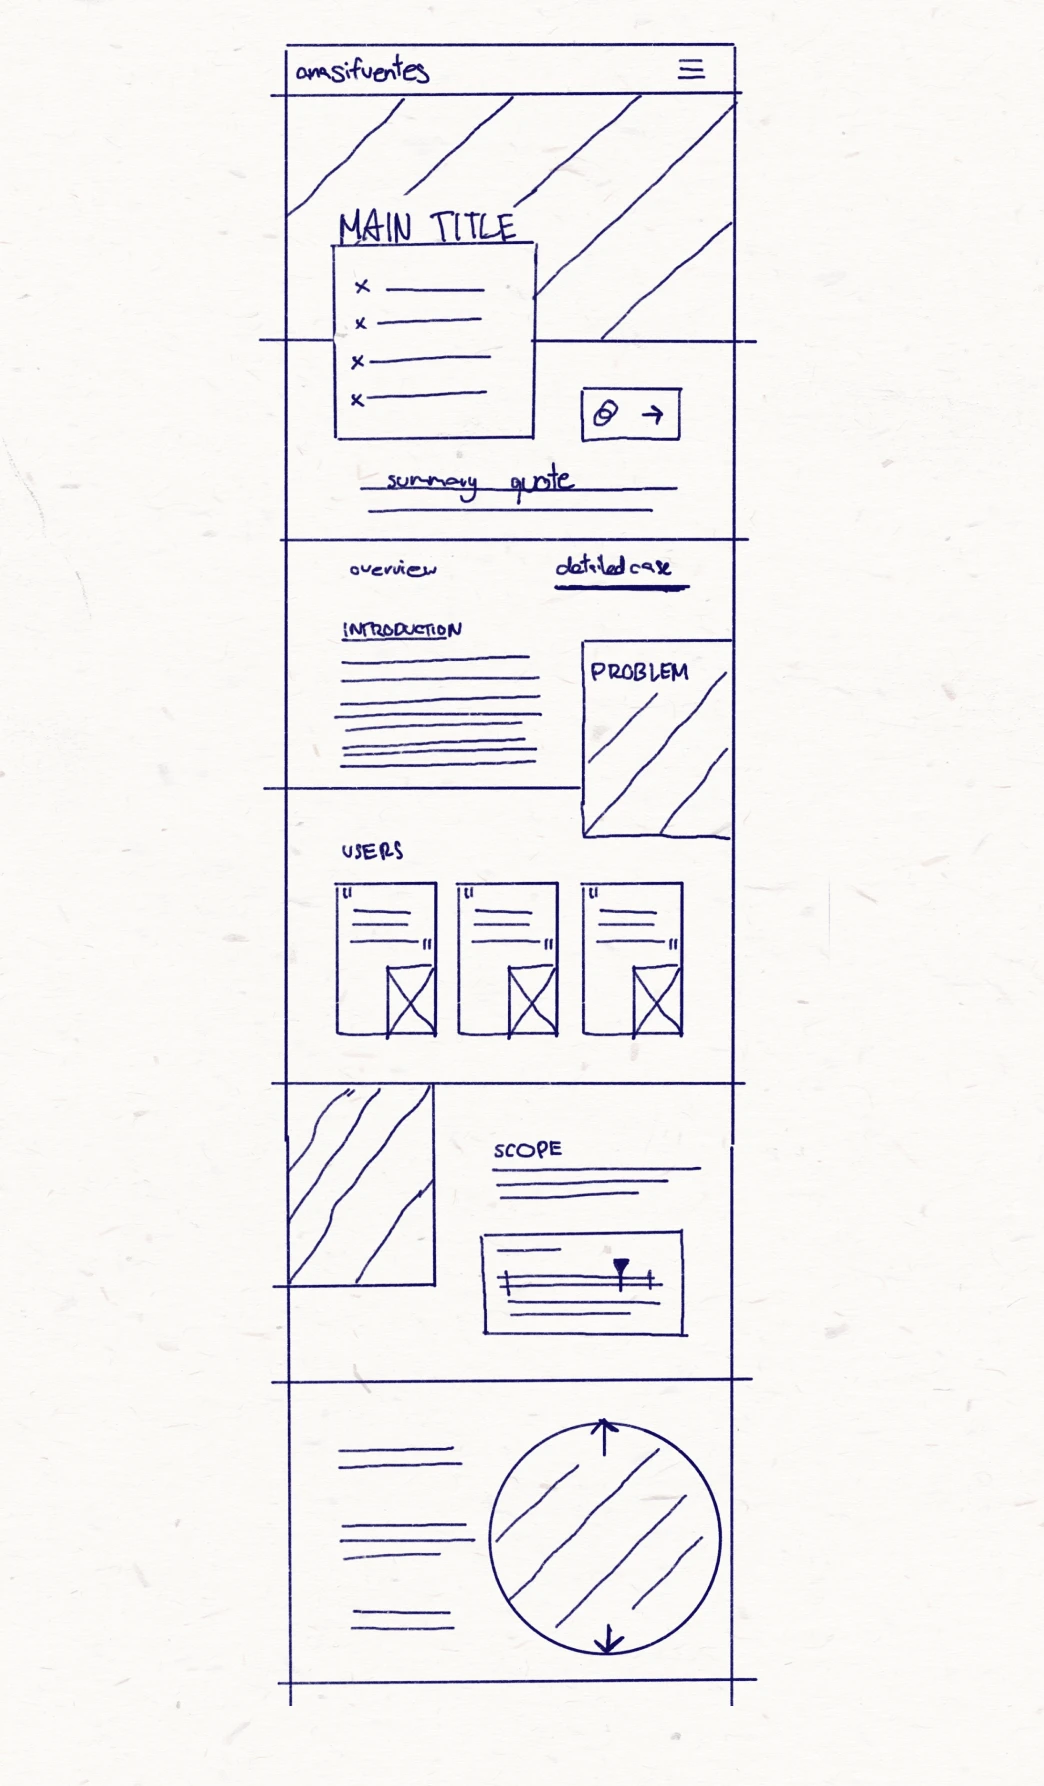 anasifuentes
MAIN TITLE
summary quote
overview
detailed case
INTRODUCTION
PROBLEM
USERS
SCOPE